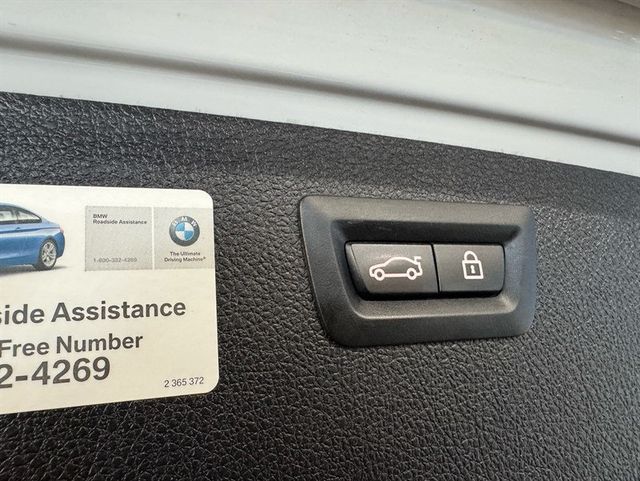 BMW
Roadside Assistance
1-800-332-4269
BMW
The Ultimate
Driving Machine®
side Assistance
Free Number
2-4269
2 365 372